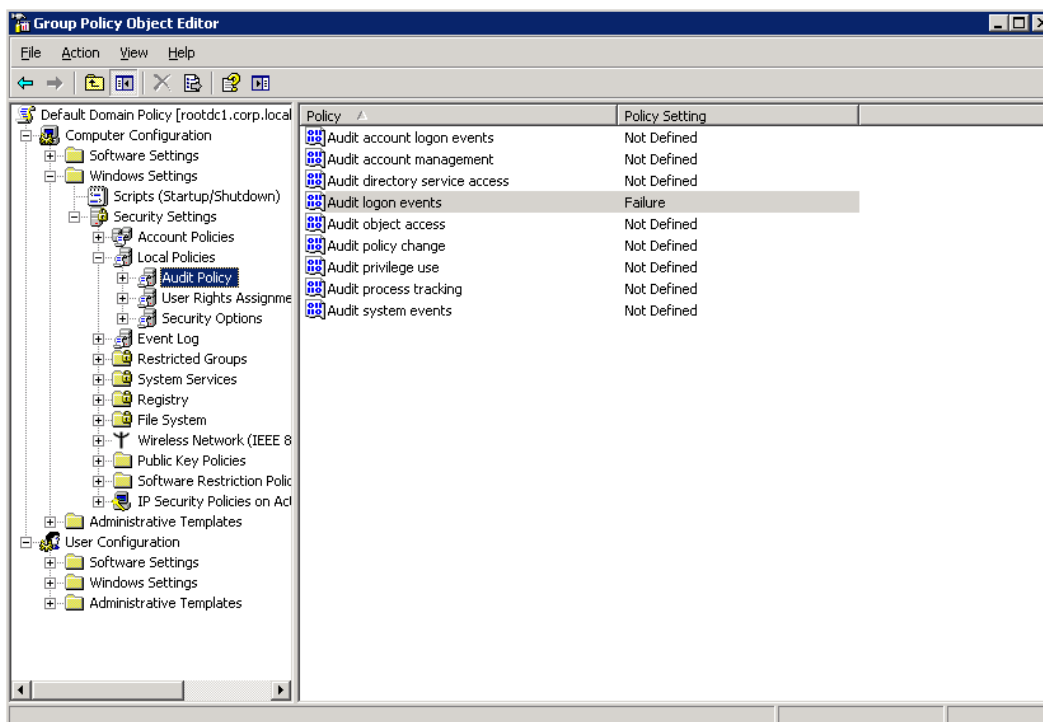 Group Policy Object Editor
File Action View Help
Default Domain Policy [rootdc1.corp.local
Computer Configuration
Software Settings
Windows Settings
Scripts (Startup/Shutdown)
Security Settings
Account Policies
Local Policies
Audit Policy
User Rights Assignme
Security Options
Event Log
Restricted Groups
System Services
Registry
File System
Wireless Network (IEEE 8
Public Key Policies
Software Restriction Polic
IP Security Policies on Act
Administrative Templates
User Configuration
Software Settings
Windows Settings
Administrative Templates
Policy Policy Setting
Audit account logon events Not Defined
Audit account management Not Defined
Audit directory service access Not Defined
Audit logon events Failure
Audit object access Not Defined
Audit policy change Not Defined
Audit privilege use Not Defined
Audit process tracking Not Defined
Audit system events Not Defined